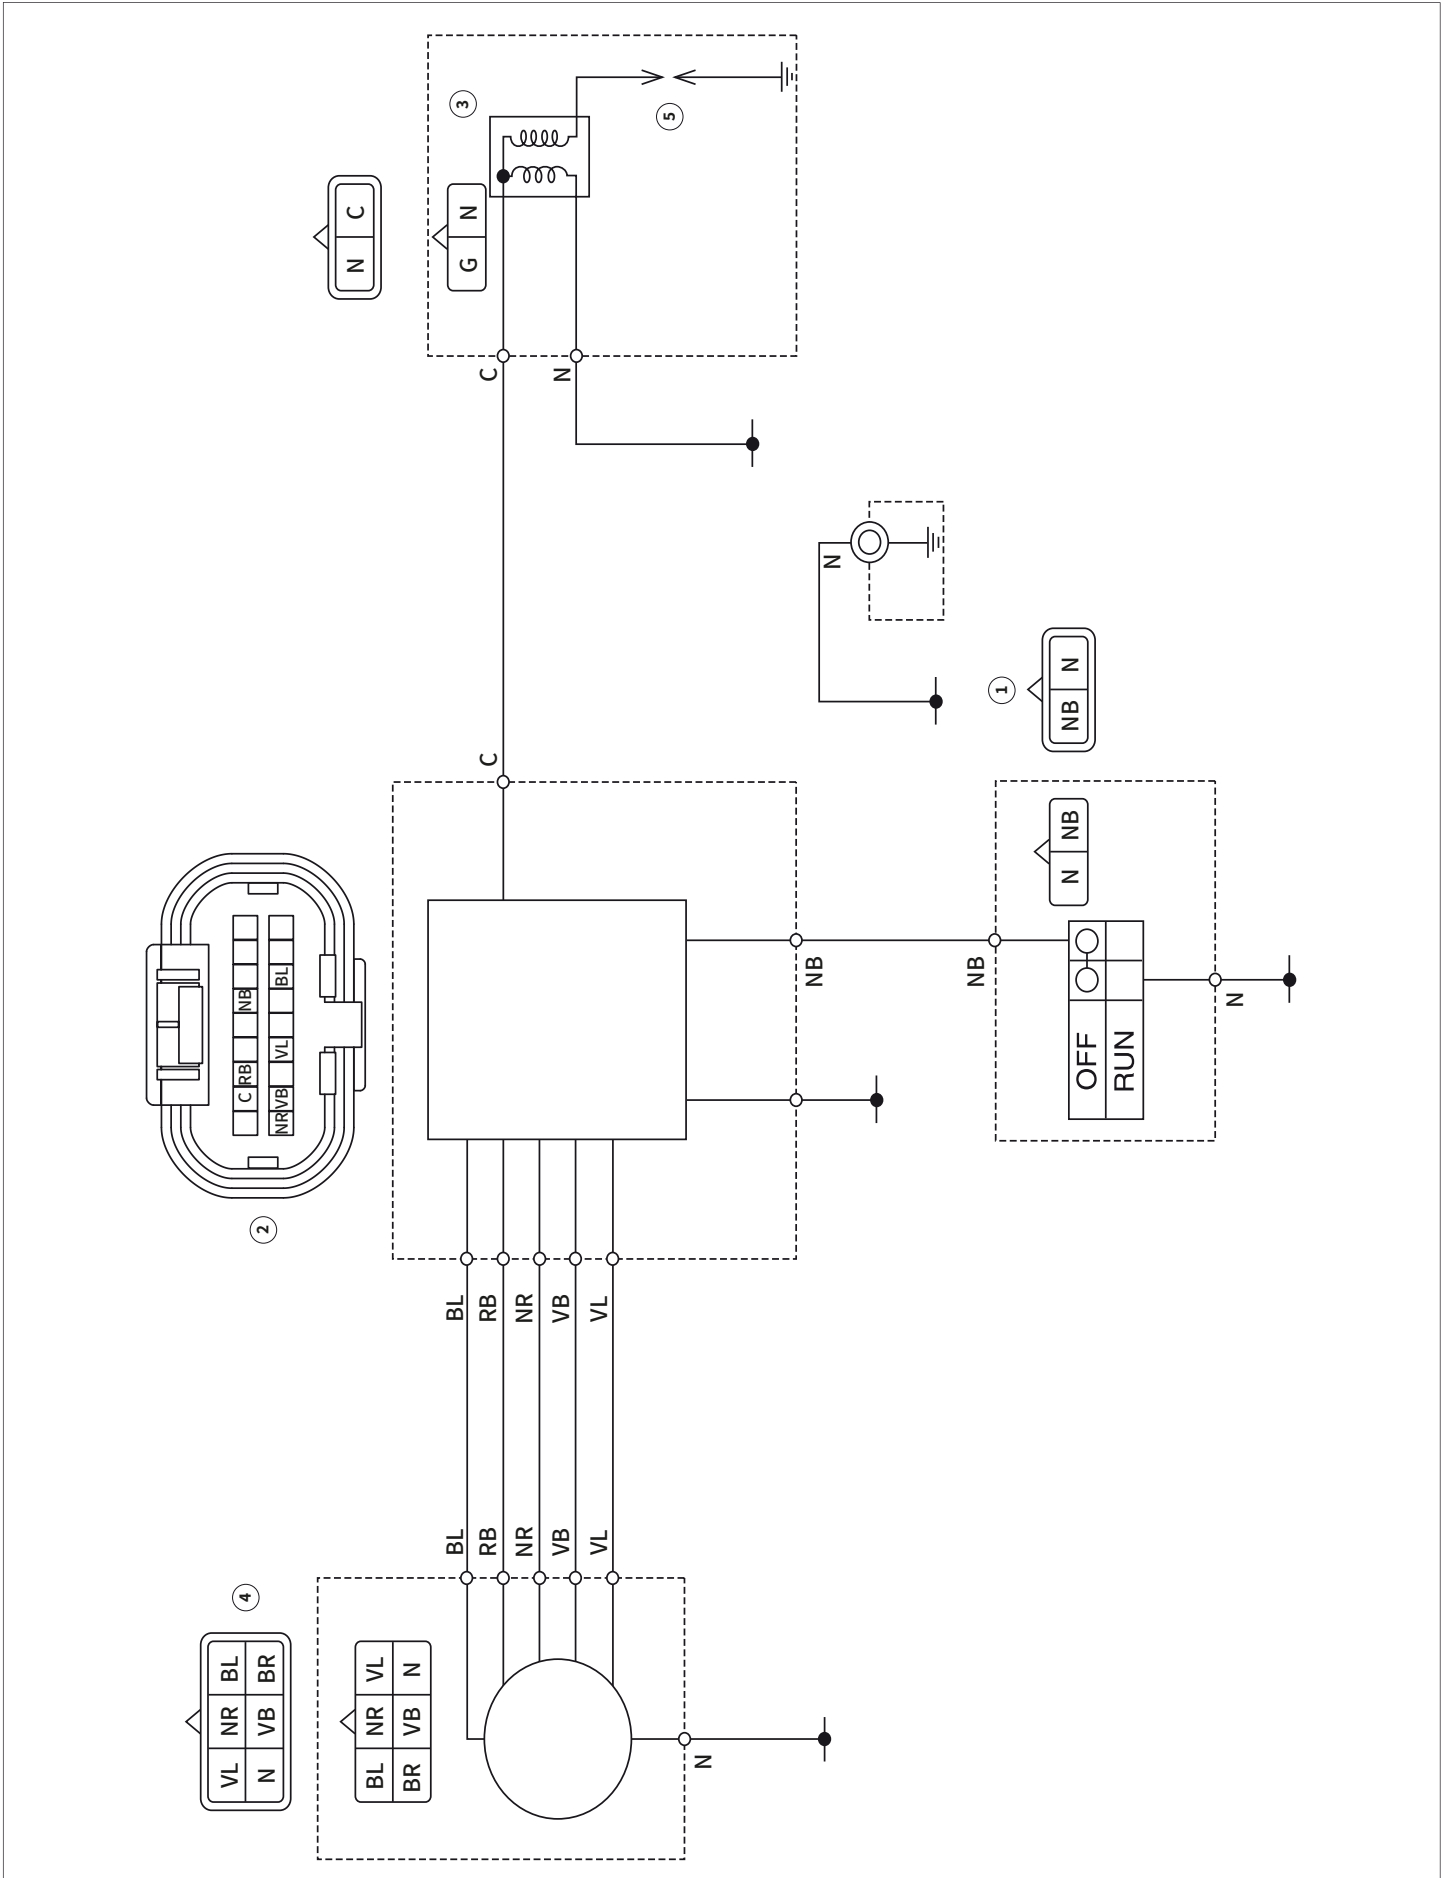 VL NR BL
N VB BR
4
2
C RB NB
NR VB VL BL
N C
BL NR VL
BR VB N
3
G N
BL BL
RB RB C C
NR NR
VB VB N
VL VL
5
N
NB
N
NB
1
N NB
NB N
OFF
RUN
N